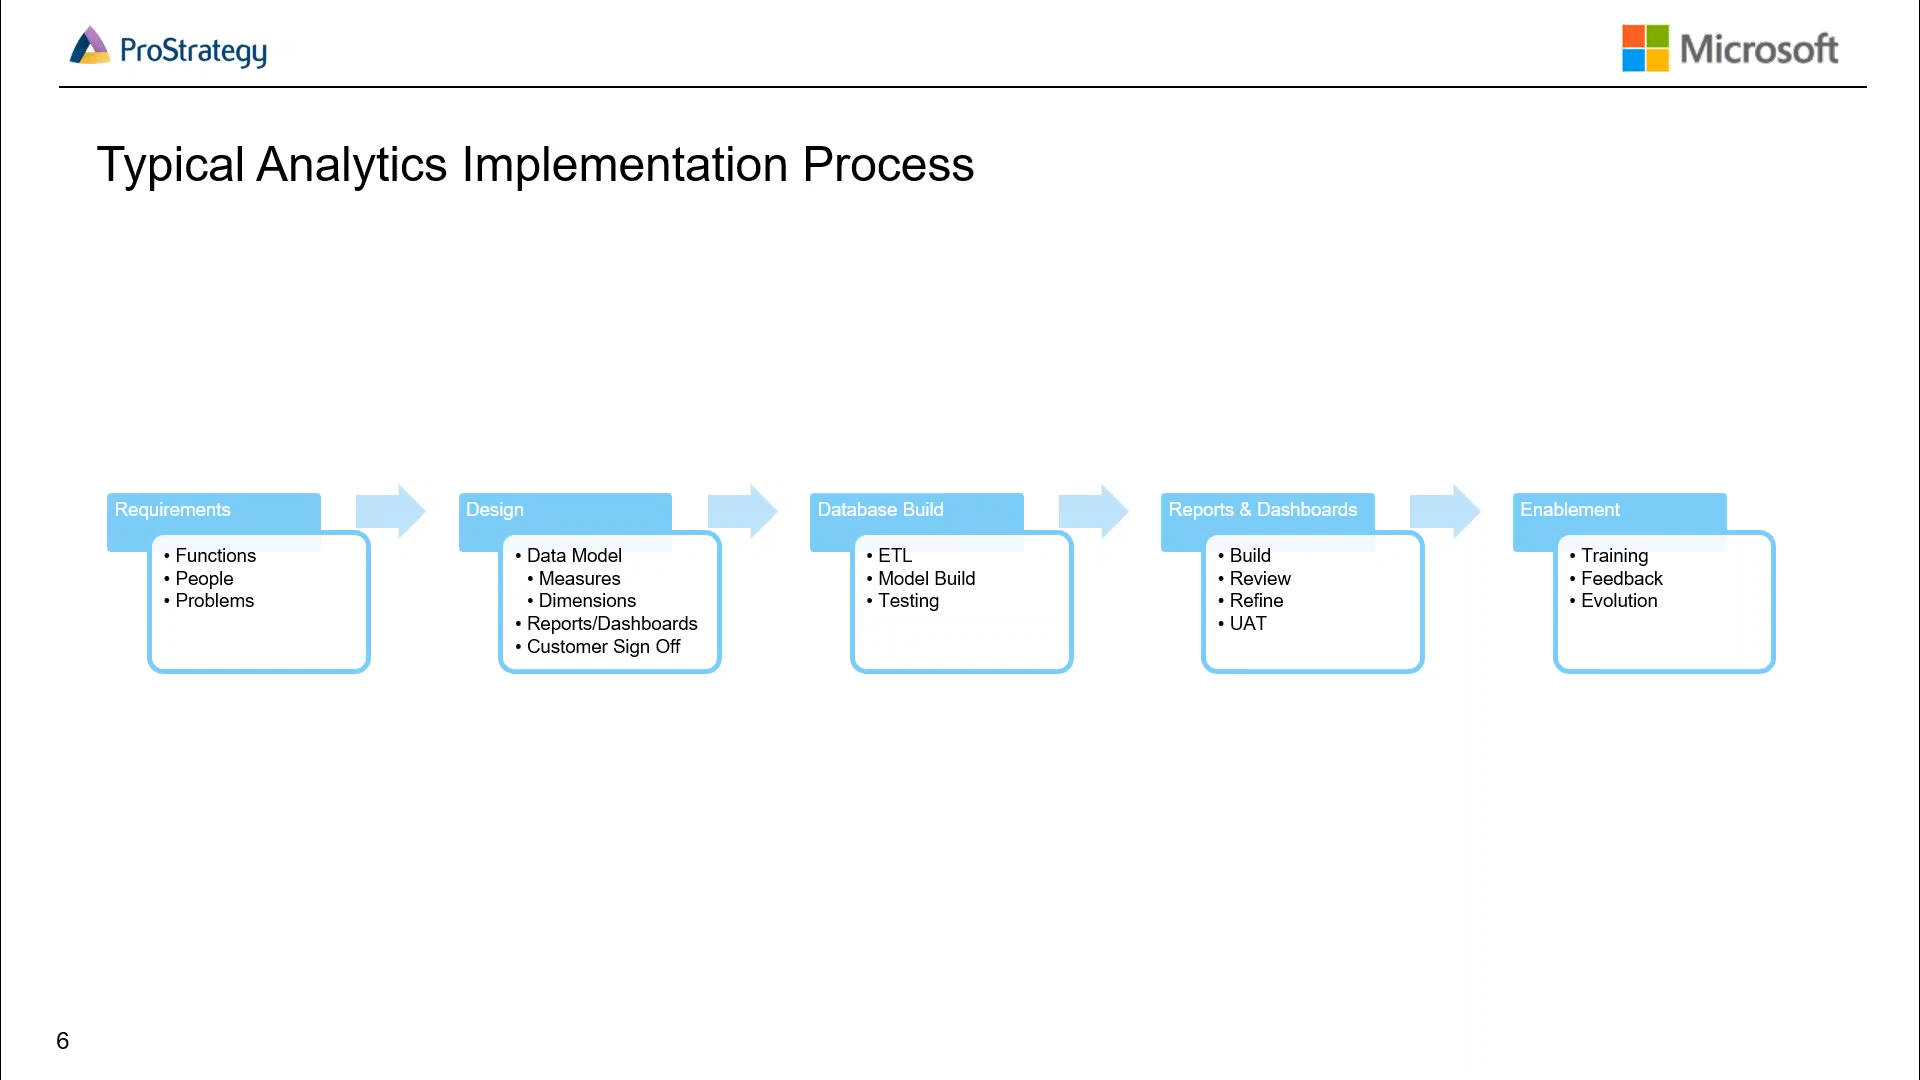 ProStrategy
Microsoft
Typical Analytics Implementation Process
Requirements
• Functions
• People
• Problems
Design
• Data Model
• Measures
• Dimensions
• Reports/Dashboards
• Customer Sign Off
Database Build
• ETL
• Model Build
• Testing
Reports & Dashboards
• Build
• Review
• Refine
• UAT
Enablement
• Training
• Feedback
• Evolution
6